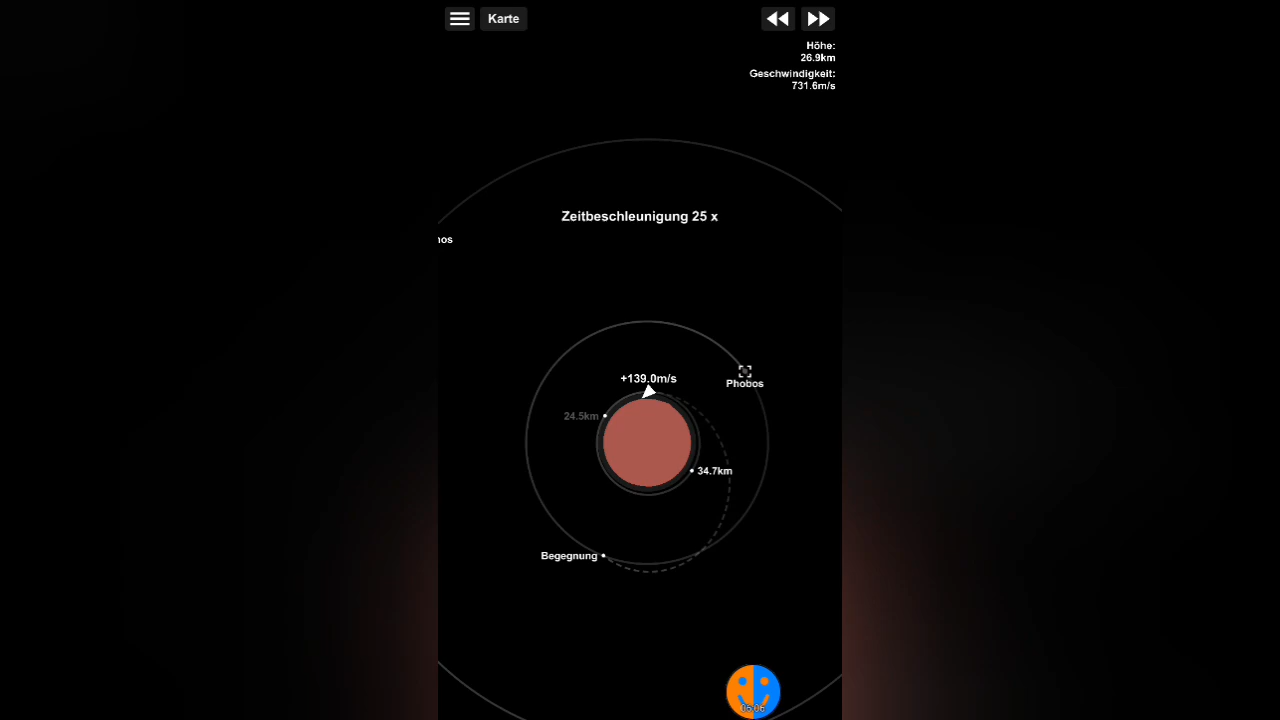 Karte
Höhe:
26.9km
Geschwindigkeit:
731.6m/s
Zeitbeschleunigung 25 x
+139.0m/s
Phobos
24.5km
34.7km
Begegnung